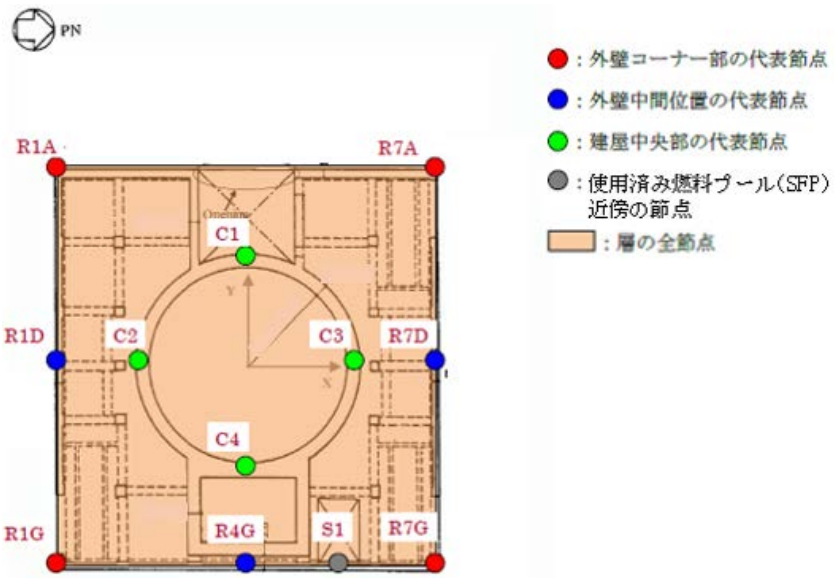 PN
●：外壁コーナー部の代表節点
●：外壁中間位置の代表節点
●：建屋中央部の代表節点
●：使用済み燃料プール(SFP)
近傍の節点
：層の全節点
R1A
R7A
Opening
C1
Y
R1D
C2
C3
R7D
X
C4
R1G
R4G
S1
R7G